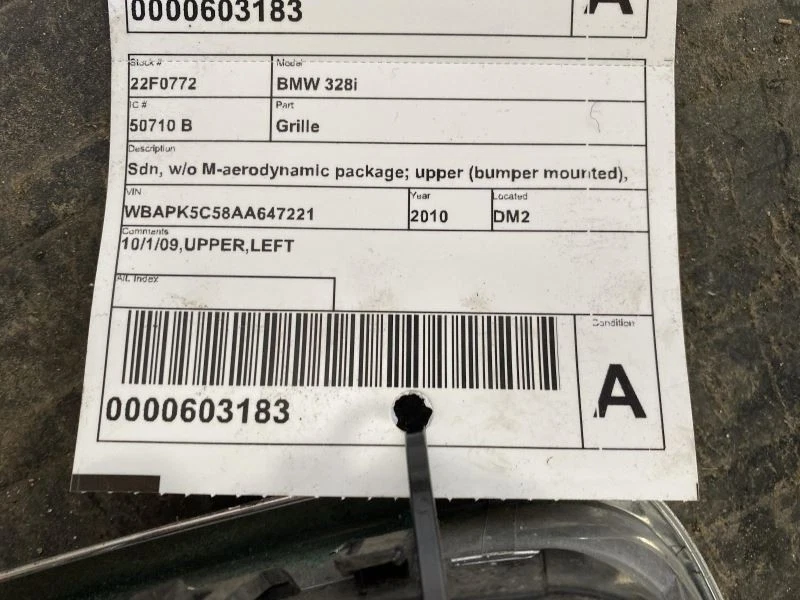 0000603183
A
Stock #
Model
22F0772
BMW 328i
IC #
Part
50710 B
Grille
Description
Sdn, w/o M-aerodynamic package; upper (bumper mounted),
VIN
Year
Located
WBAPK5C58AA647221
2010
DM2
Comments
10/1/09,UPPER,LEFT
Alt. Index
Condition
A
0000603183